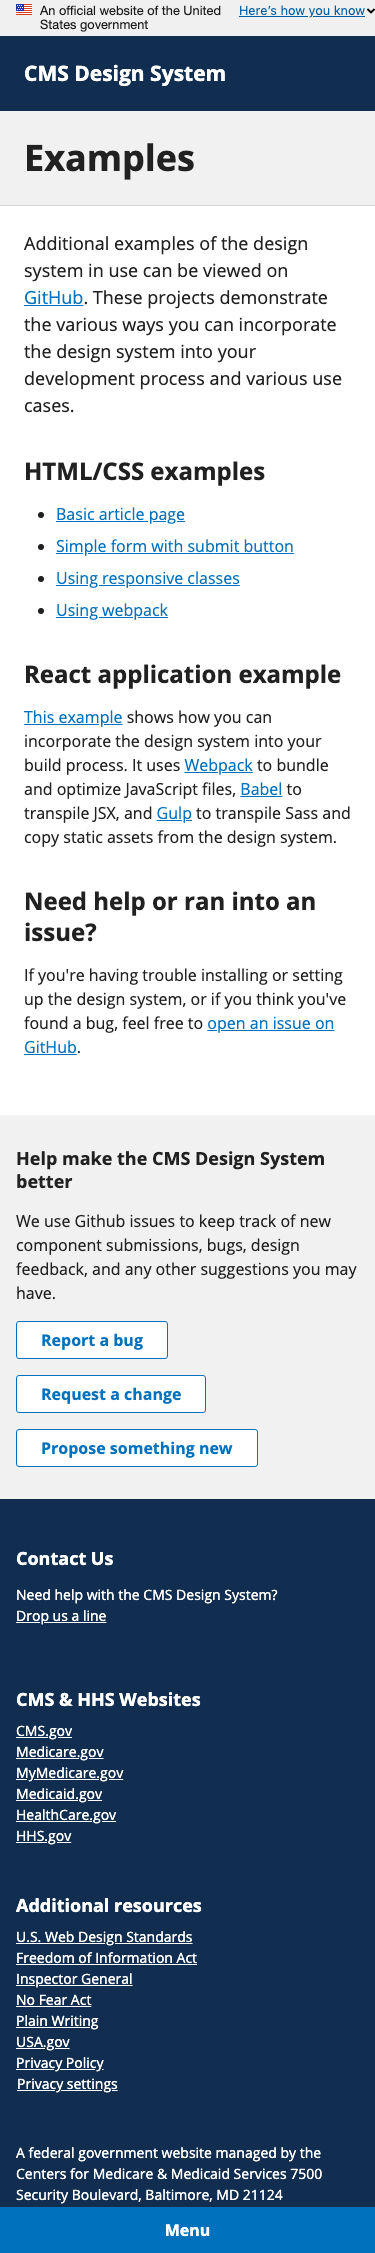 An official website of the United
States government
Here's how you know
CMS Design System
Examples
Additional examples of the design
system in use can be viewed on
GitHub. These projects demonstrate
the various ways you can incorporate
the design system into your
development process and various use
cases.
HTML/CSS examples
Basic article page
Simple form with submit button
Using responsive classes
Using webpack
React application example
This example shows how you can
incorporate the design system into your
build process. It uses Webpack to bundle
and optimize JavaScript files, Babel to
transpile JSX, and Gulp to transpile Sass and
copy static assets from the design system.
Need help or ran into an
issue?
If you're having trouble installing or setting
up the design system, or if you think you've
found a bug, feel free to open an issue on
GitHub.
Help make the CMS Design System
better
We use Github issues to keep track of new
component submissions, bugs, design
feedback, and any other suggestions you may
have.
Report a bug
Request a change
Propose something new
Contact Us
Need help with the CMS Design System?
Drop us a line
CMS & HHS Websites
CMS.gov
Medicare.gov
MyMedicare.gov
Medicaid.gov
HealthCare.gov
HHS.gov
Additional resources
U.S. Web Design Standards
Freedom of Information Act
Inspector General
No Fear Act
Plain Writing
USA.gov
Privacy Policy
Privacy settings
A federal government website managed by the
Centers for Medicare & Medicaid Services 7500
Security Boulevard, Baltimore, MD 21124
Menu